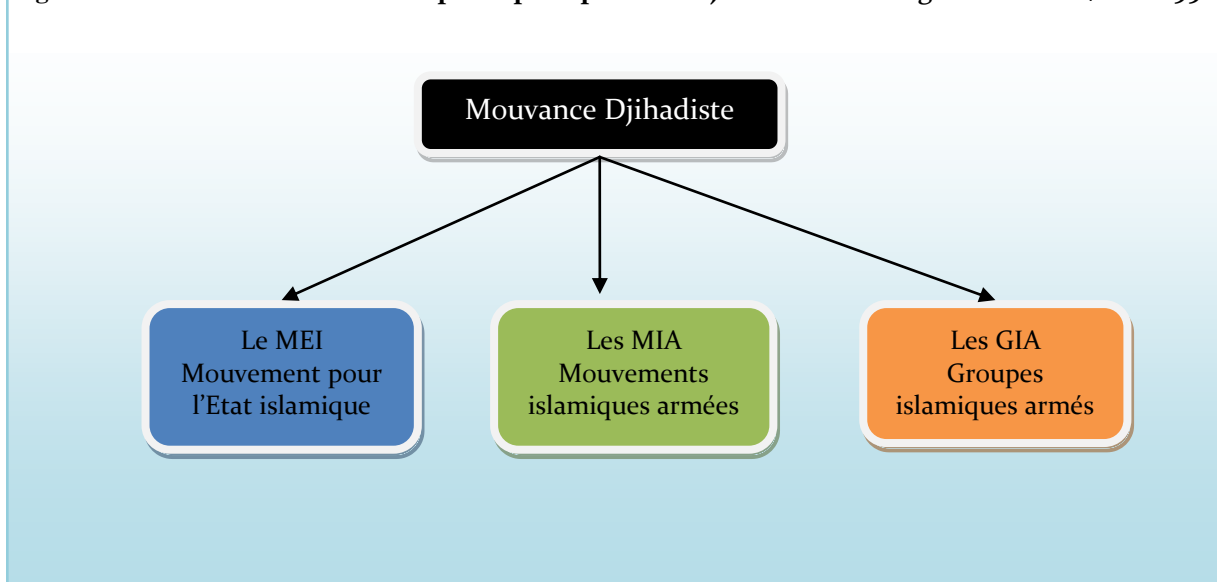 Mouvance Djihadiste
Le MEI
Mouvement pour
l'Etat islamique
Les MIA
Mouvements
islamiques armées
Les GIA
Groupes
islamiques armés